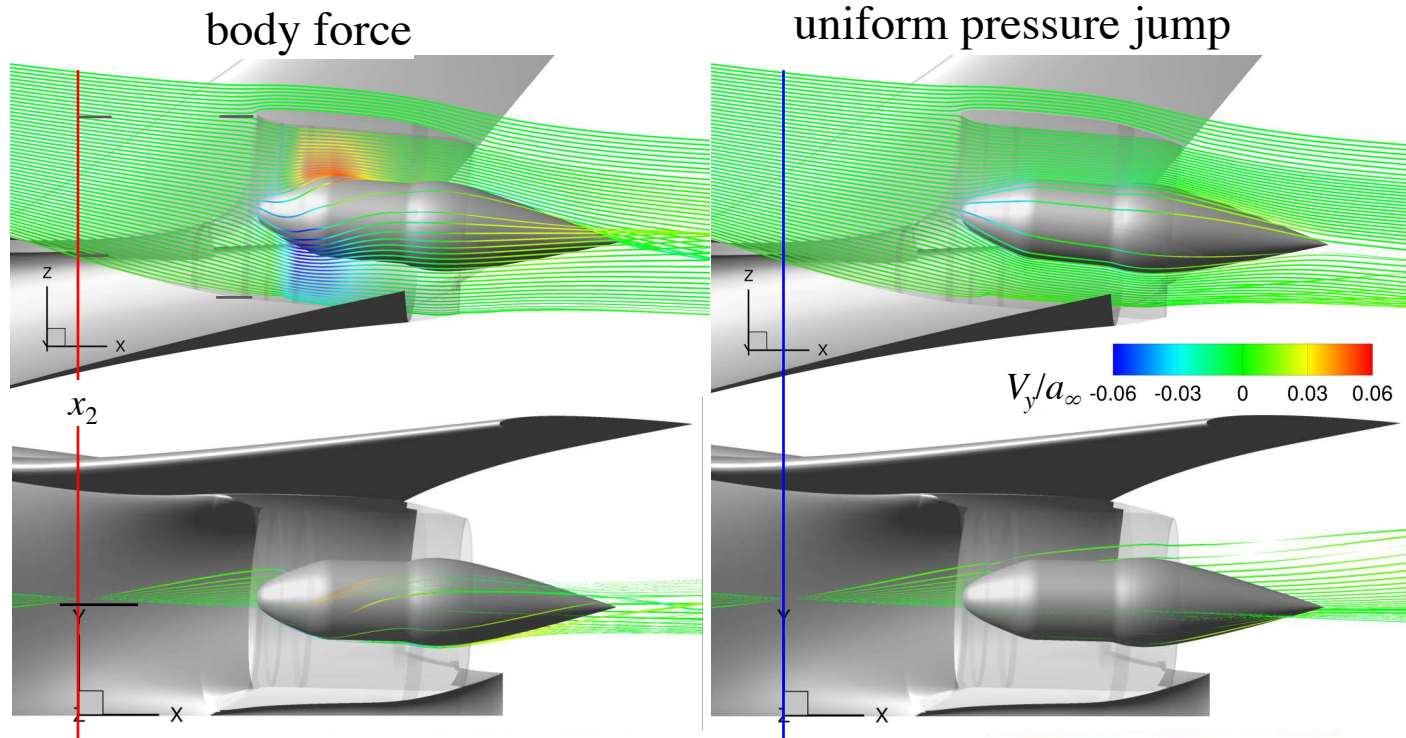 body force
uniform pressure jump
Z
X
Y
Z
X
Y
V_y/a_∞ -0.06 -0.03 0 0.03 0.06
x_2
Y
Z
X
Y
Z
X